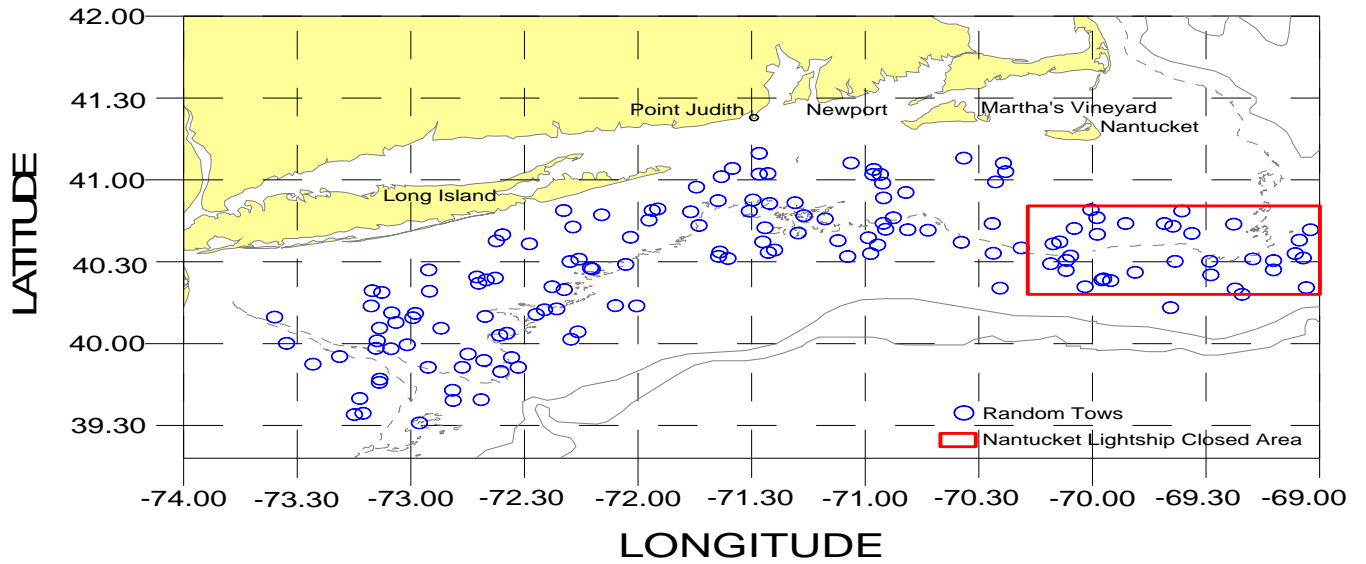 42.00
41.30
41.00
40.30
40.00
39.30
LATITUDE
Point Judith
Newport
Martha's Vineyard
Nantucket
Long Island
Random Tows
Nantucket Lightship Closed Area
-74.00 -73.30 -73.00 -72.30 -72.00 -71.30 -71.00 -70.30 -70.00 -69.30 -69.00
LONGITUDE